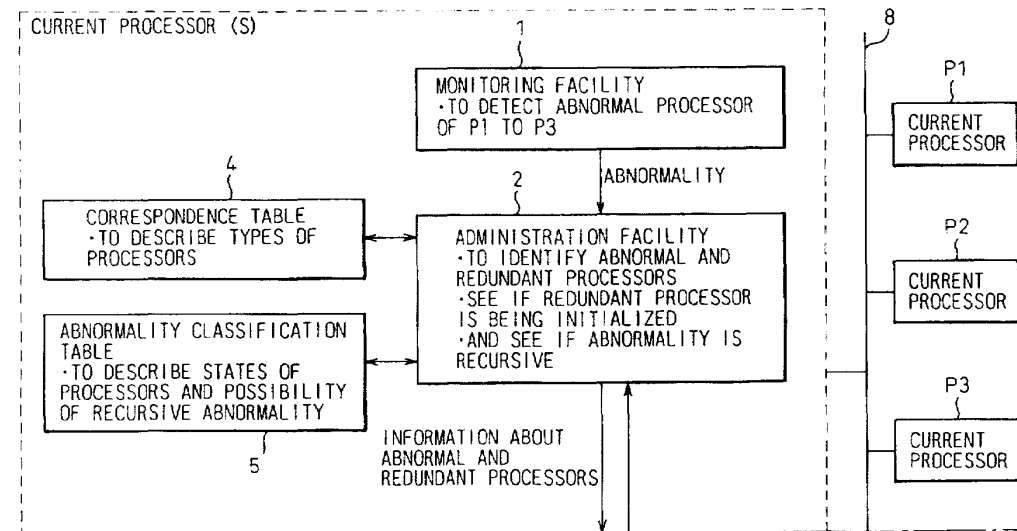 CURRENT PROCESSOR (S)
1
MONITORING FACILITY
·TO DETECT ABNORMAL PROCESSOR
OF P1 TO P3
ABNORMALITY
4
CORRESPONDENCE TABLE
·TO DESCRIBE TYPES OF
PROCESSORS
2
ADMINISTRATION FACILITY
·TO IDENTIFY ABNORMAL AND
REDUNDANT PROCESSORS
·SEE IF REDUNDANT PROCESSOR
IS BEING INITIALIZED
·AND SEE IF ABNORMALITY IS
RECURSIVE
ABNORMALITY CLASSIFICATION
TABLE
·TO DESCRIBE STATES OF
PROCESSORS AND POSSIBILITY
OF RECURSIVE ABNORMALITY
5
INFORMATION ABOUT
ABNORMAL AND
REDUNDANT PROCESSORS
8
P1
CURRENT
PROCESSOR
P2
CURRENT
PROCESSOR
P3
CURRENT
PROCESSOR